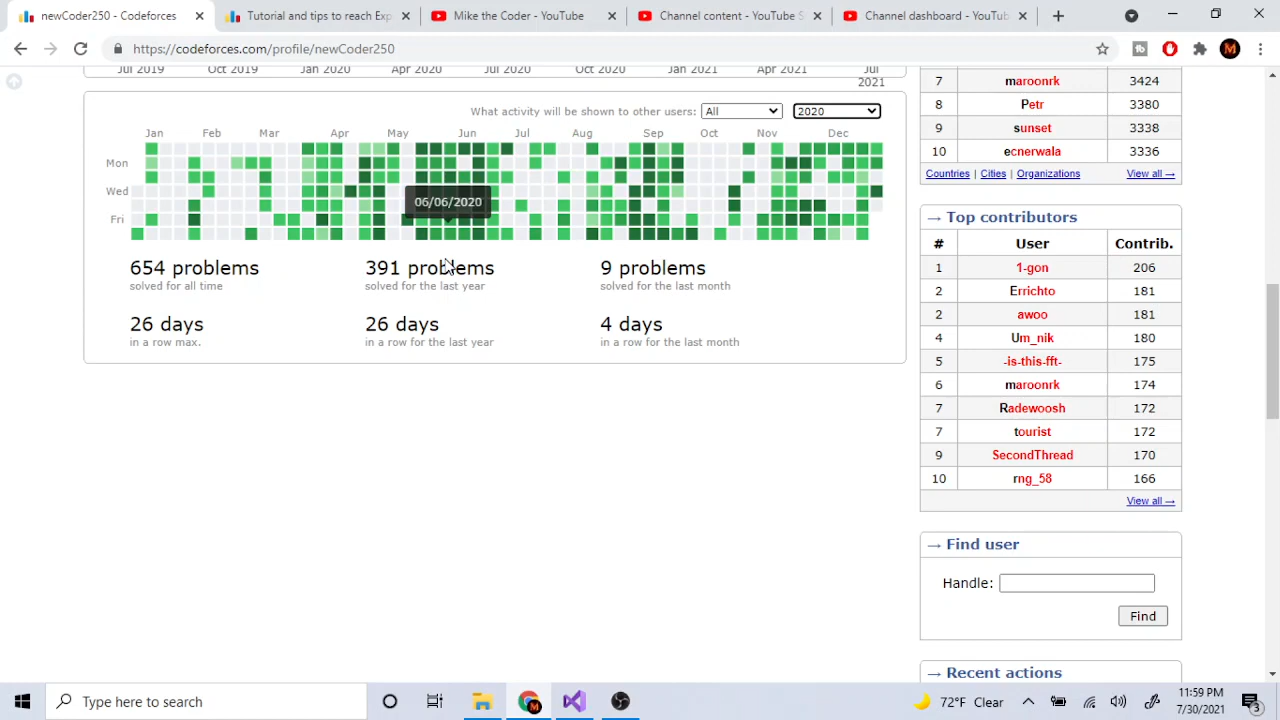 newCoder250 - Codeforces
Tutorial and tips to reach Exp
Mike the Coder - YouTube
Channel content - YouTube S
Channel dashboard - YouTub
https://codeforces.com/profile/newCoder250
Jul 2019 Oct 2019 Jan 2020 Apr 2020 Jul 2020 Oct 2020 Jan 2021 Apr 2021 Jul 2021
What activity will be shown to other users: All 2020
Jan Feb Mar Apr May Jun Jul Aug Sep Oct Nov Dec
Mon
Wed
Fri
06/06/2020
654 problems
solved for all time
391 problems
solved for the last year
9 problems
solved for the last month
26 days
in a row max.
26 days
in a row for the last year
4 days
in a row for the last month
7 maroonrk 3424
8 Petr 3380
9 sunset 3338
10 ecnerwala 3336
Countries | Cities | Organizations View all →
→ Top contributors
# User Contrib.
1 1-gon 206
2 Errichto 181
2 awoo 181
4 Um_nik 180
5 -is-this-fft- 175
6 maroonrk 174
7 Radewoosh 172
7 tourist 172
9 SecondThread 170
10 rng_58 166
View all →
→ Find user
Handle:
Find
→ Recent actions
Type here to search
72°F Clear
11:59 PM
7/30/2021
3